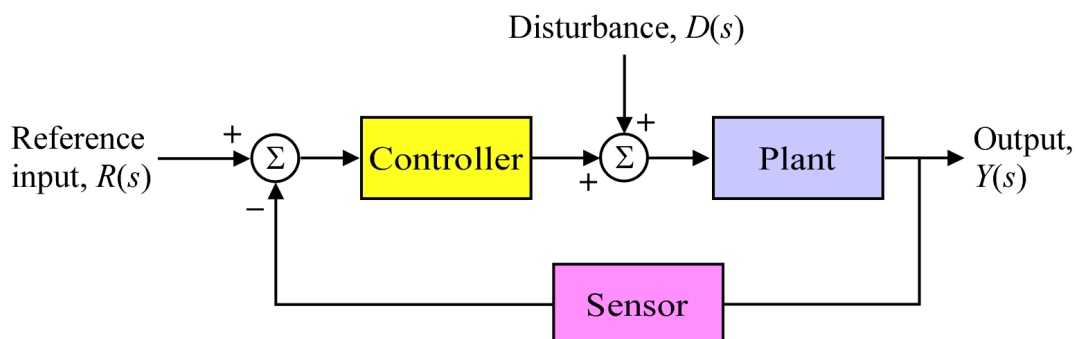 Disturbance, D(s)
Reference
input, R(s)
+
Σ
−
Controller
+
+
Σ
Plant
Output,
Y(s)
Sensor